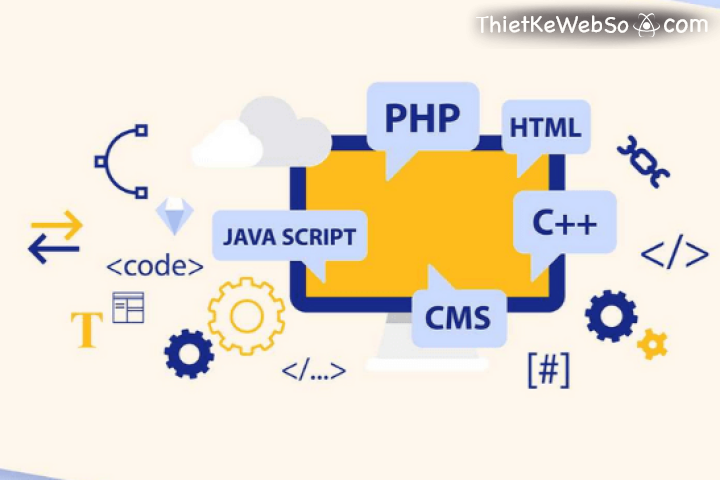 ThietKeWebSo.com
PHP
HTML
C++
JAVA SCRIPT
</>
<code>
T
CMS
</...>
[#]